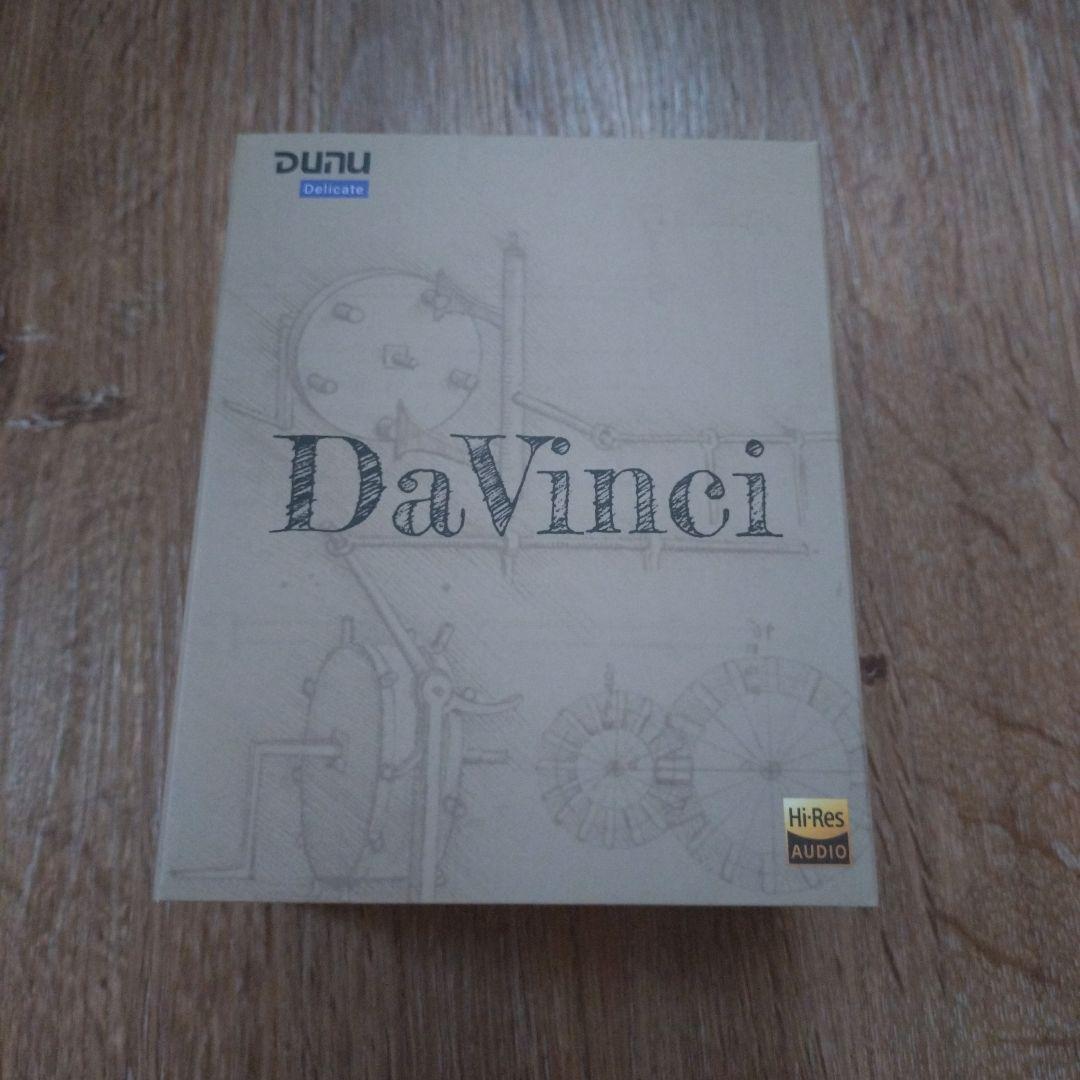 DUNU
Delicate
DaVinci
Hi-Res
AUDIO